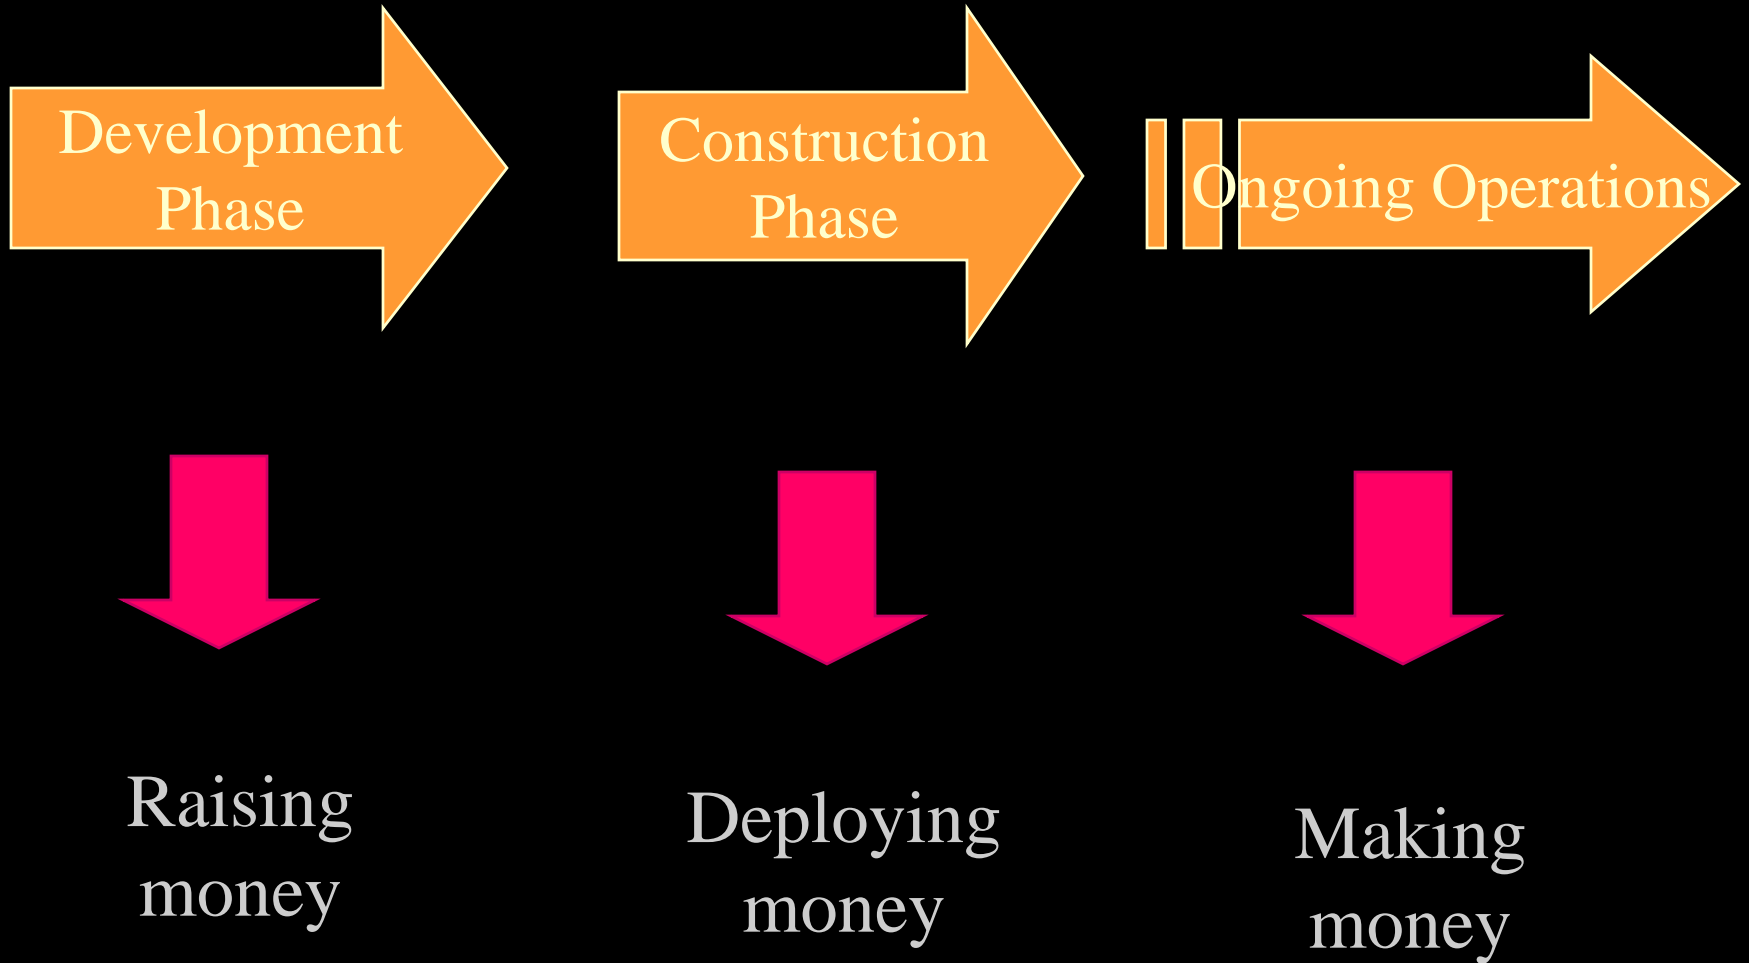 Development
Phase
Construction
Phase
Ongoing Operations
Raising
money
Deploying
money
Making
money